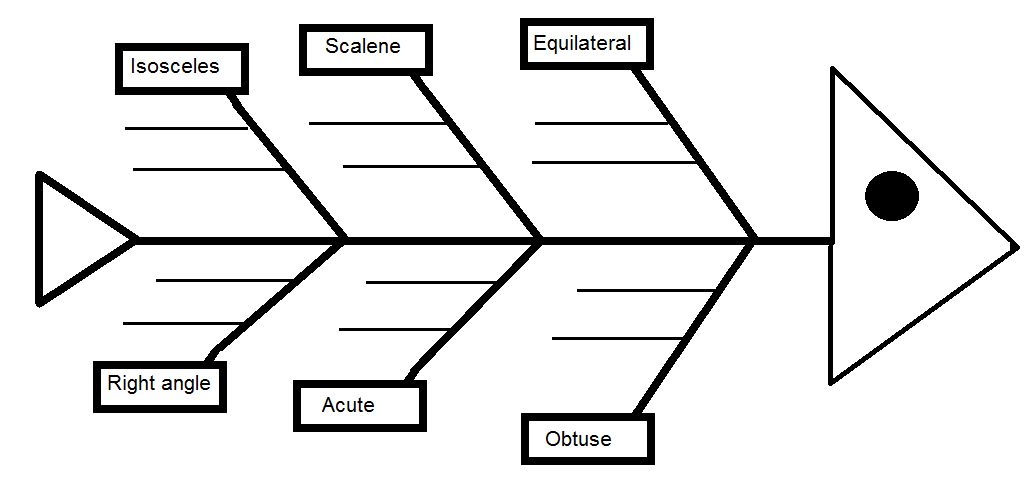 Isosceles
Scalene
Equilateral
Right angle
Acute
Obtuse